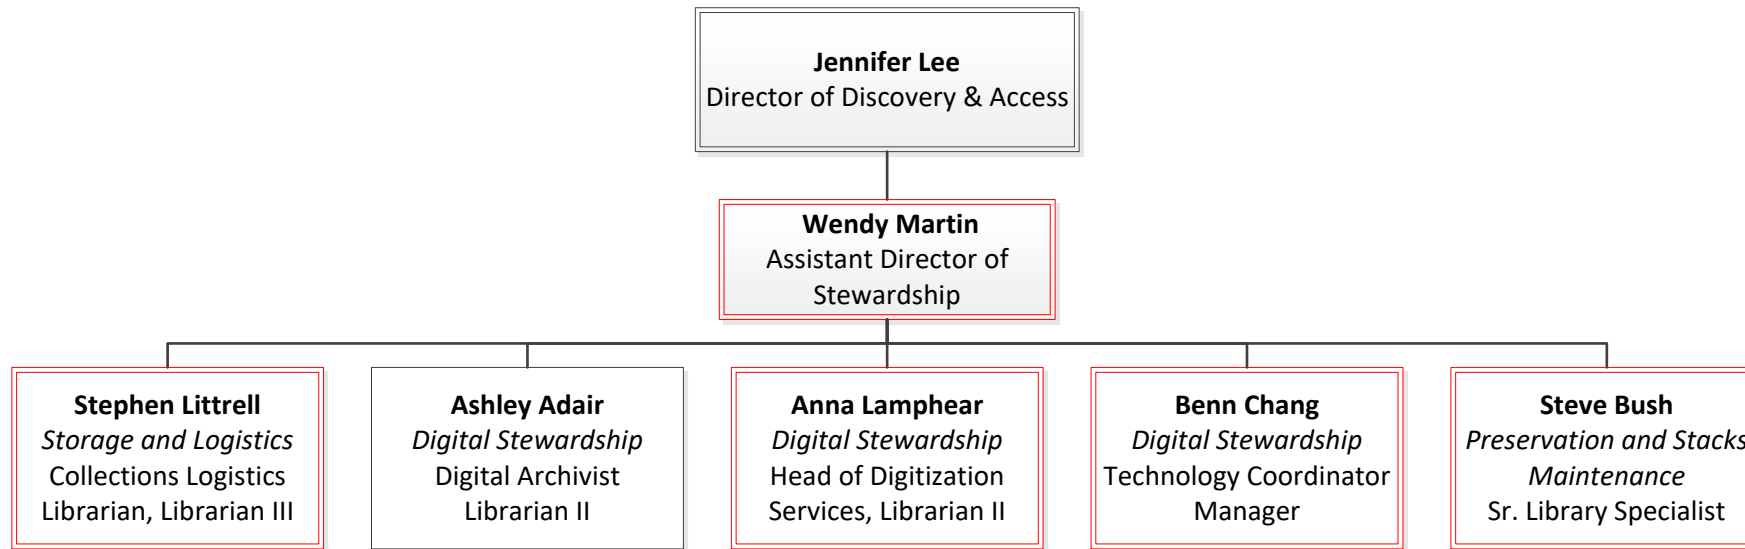 Jennifer Lee
Director of Discovery & Access
Wendy Martin
Assistant Director of
Stewardship
Stephen Littrell
Storage and Logistics
Collections Logistics
Librarian, Librarian III
Ashley Adair
Digital Stewardship
Digital Archivist
Librarian II
Anna Lamphear
Digital Stewardship
Head of Digitization
Services, Librarian II
Benn Chang
Digital Stewardship
Technology Coordinator
Manager
Steve Bush
Preservation and Stacks
Maintenance
Sr. Library Specialist